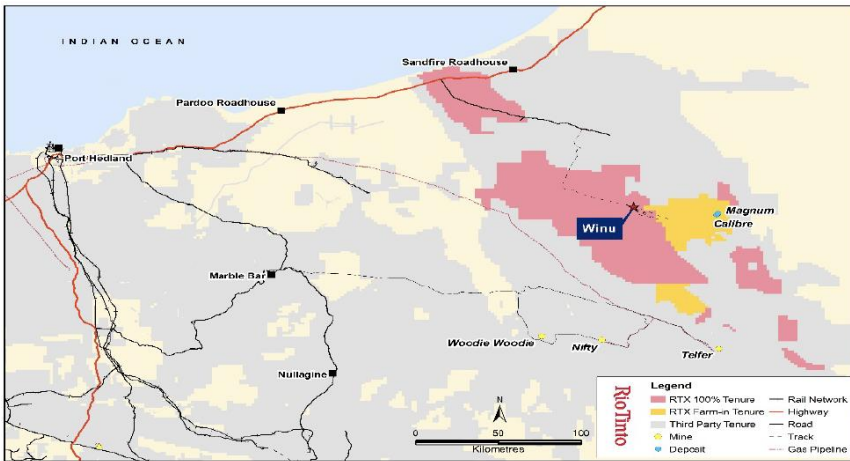 INDIAN OCEAN
Sandfire Roadhouse
Pardoo Roadhouse
Port Hedland
Magnum
Calibre
Winu
Marble Bar
Woodie Woodie
Nifty
Telfer
Nullagine
N
0 50 100
Kilometres
RioTinto
Legend
RTX 100% Tenure
RTX Farm-in Tenure
Third Party Tenure
Mine
Deposit
Rail Network
Highway
Road
Track
Gas Pipeline